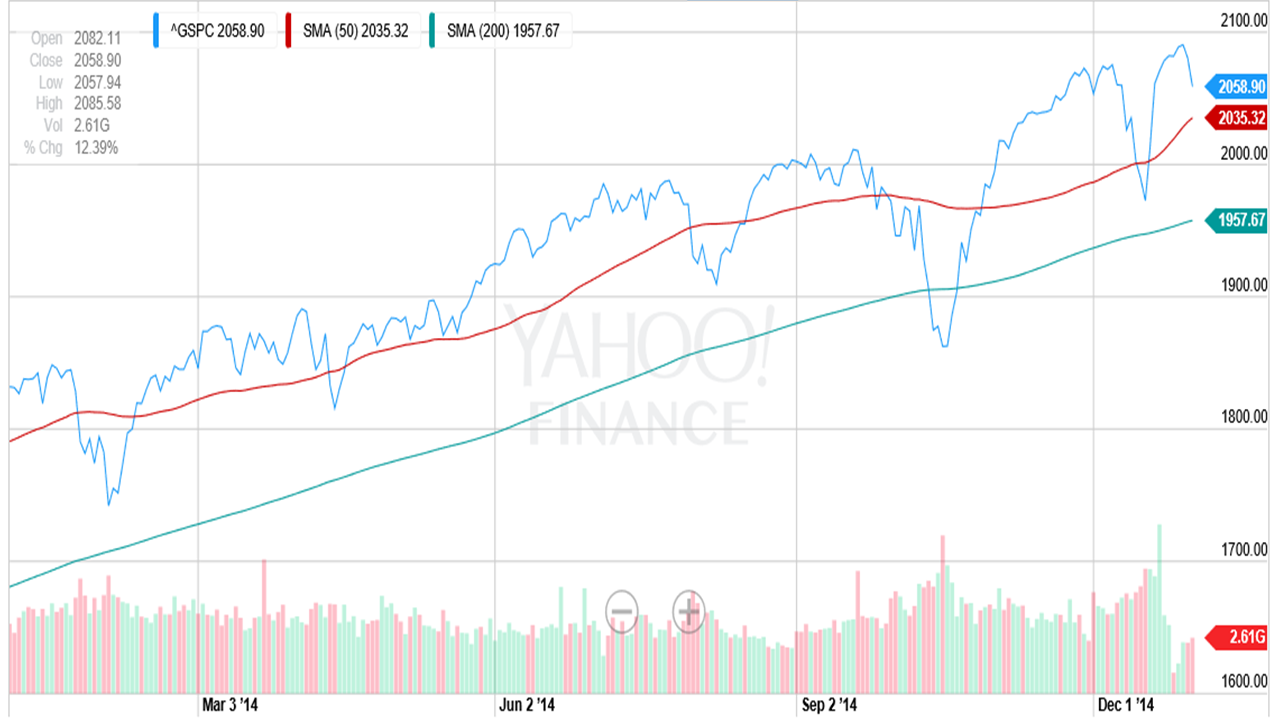 ^GSPC 2058.90 SMA (50) 2035.32 SMA (200) 1957.67
Open 2082.11
Close 2058.90
Low 2057.94
High 2085.58
Vol 2.61G
% Chg 12.39%
2100.00
2058.90
2035.32
2000.00
1957.67
1900.00
1800.00
1700.00
2.61G
1600.00
YAHOO!
FINANCE
Mar 3 '14 Jun 2 '14 Sep 2 '14 Dec 1 '14